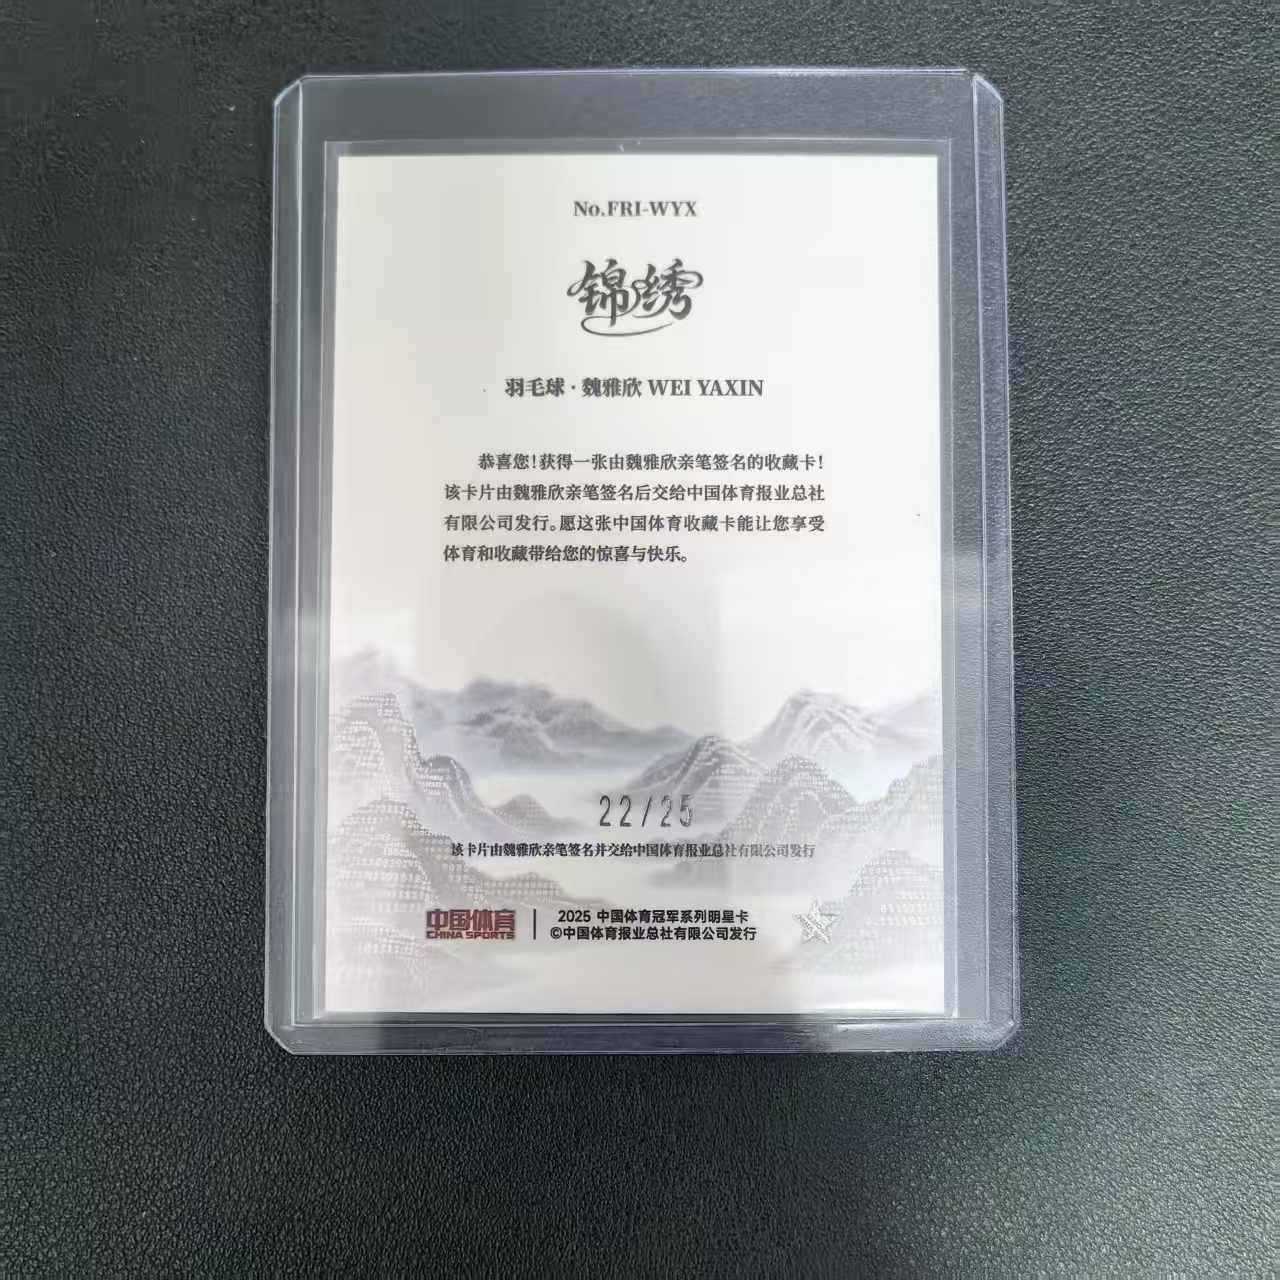 No.FRI-WYX
锦绣
羽毛球·魏雅欣 WEI YAXIN
恭喜您！获得一张由魏雅欣亲笔签名的收藏卡！
该卡片由魏雅欣亲笔签名后交给中国体育报业总社
有限公司发行。愿这张中国体育收藏卡能让您享受
体育和收藏带给您的惊喜与快乐。
22/25
该卡片由魏雅欣亲笔签名并交给中国体育报业总社有限公司发行
中国体育
CHINA SPORTS
2025 中国体育冠军系列明星卡
©中国体育报业总社有限公司发行